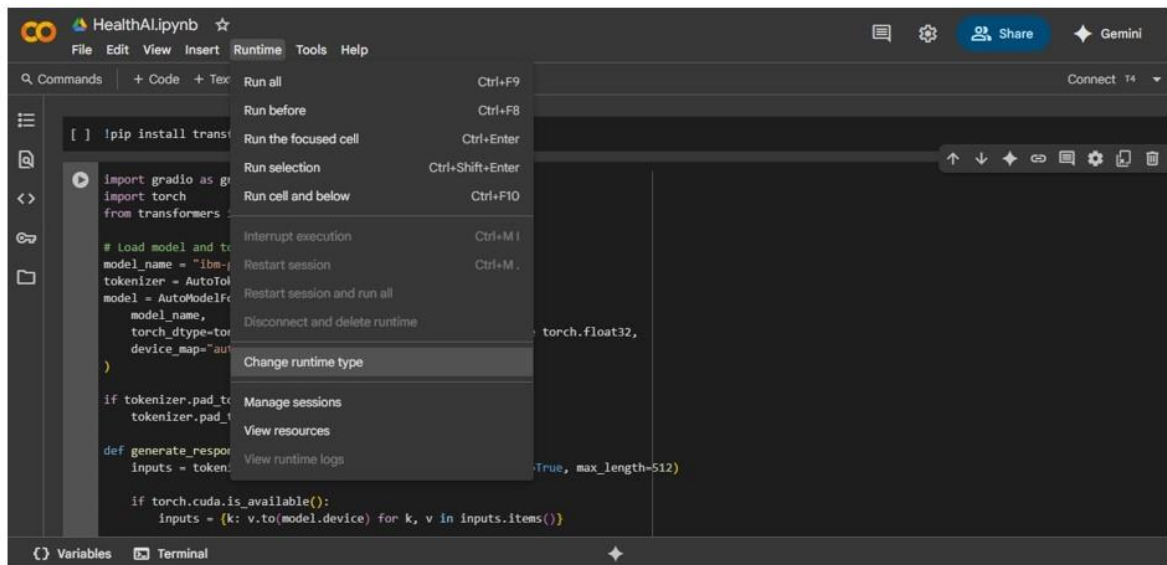 CO HealthAI.ipynb ☆
File Edit View Insert Runtime Tools Help
Share Gemini
Commands + Code + Tex
Connect T4
Run all Ctrl+F9
Run before Ctrl+F8
Run the focused cell Ctrl+Enter
Run selection Ctrl+Shift+Enter
Run cell and below Ctrl+F10
Interrupt execution Ctrl+M I
Restart session Ctrl+M .
Restart session and run all
Disconnect and delete runtime
Change runtime type
Manage sessions
View resources
View runtime logs
[ ] !pip install transf
import gradio as gr
import torch
from transformers i
# Load model and to
model_name = "ibm-g
tokenizer = AutoTok
model = AutoModelFo
model_name,
torch_dtype=tor torch.float32,
device_map="aut
)
if tokenizer.pad_to
tokenizer.pad_t
def generate_respon
inputs = token =True, max_length=512)
if torch.cuda.is_available():
inputs = {k: v.to(model.device) for k, v in inputs.items()}
{} Variables Terminal